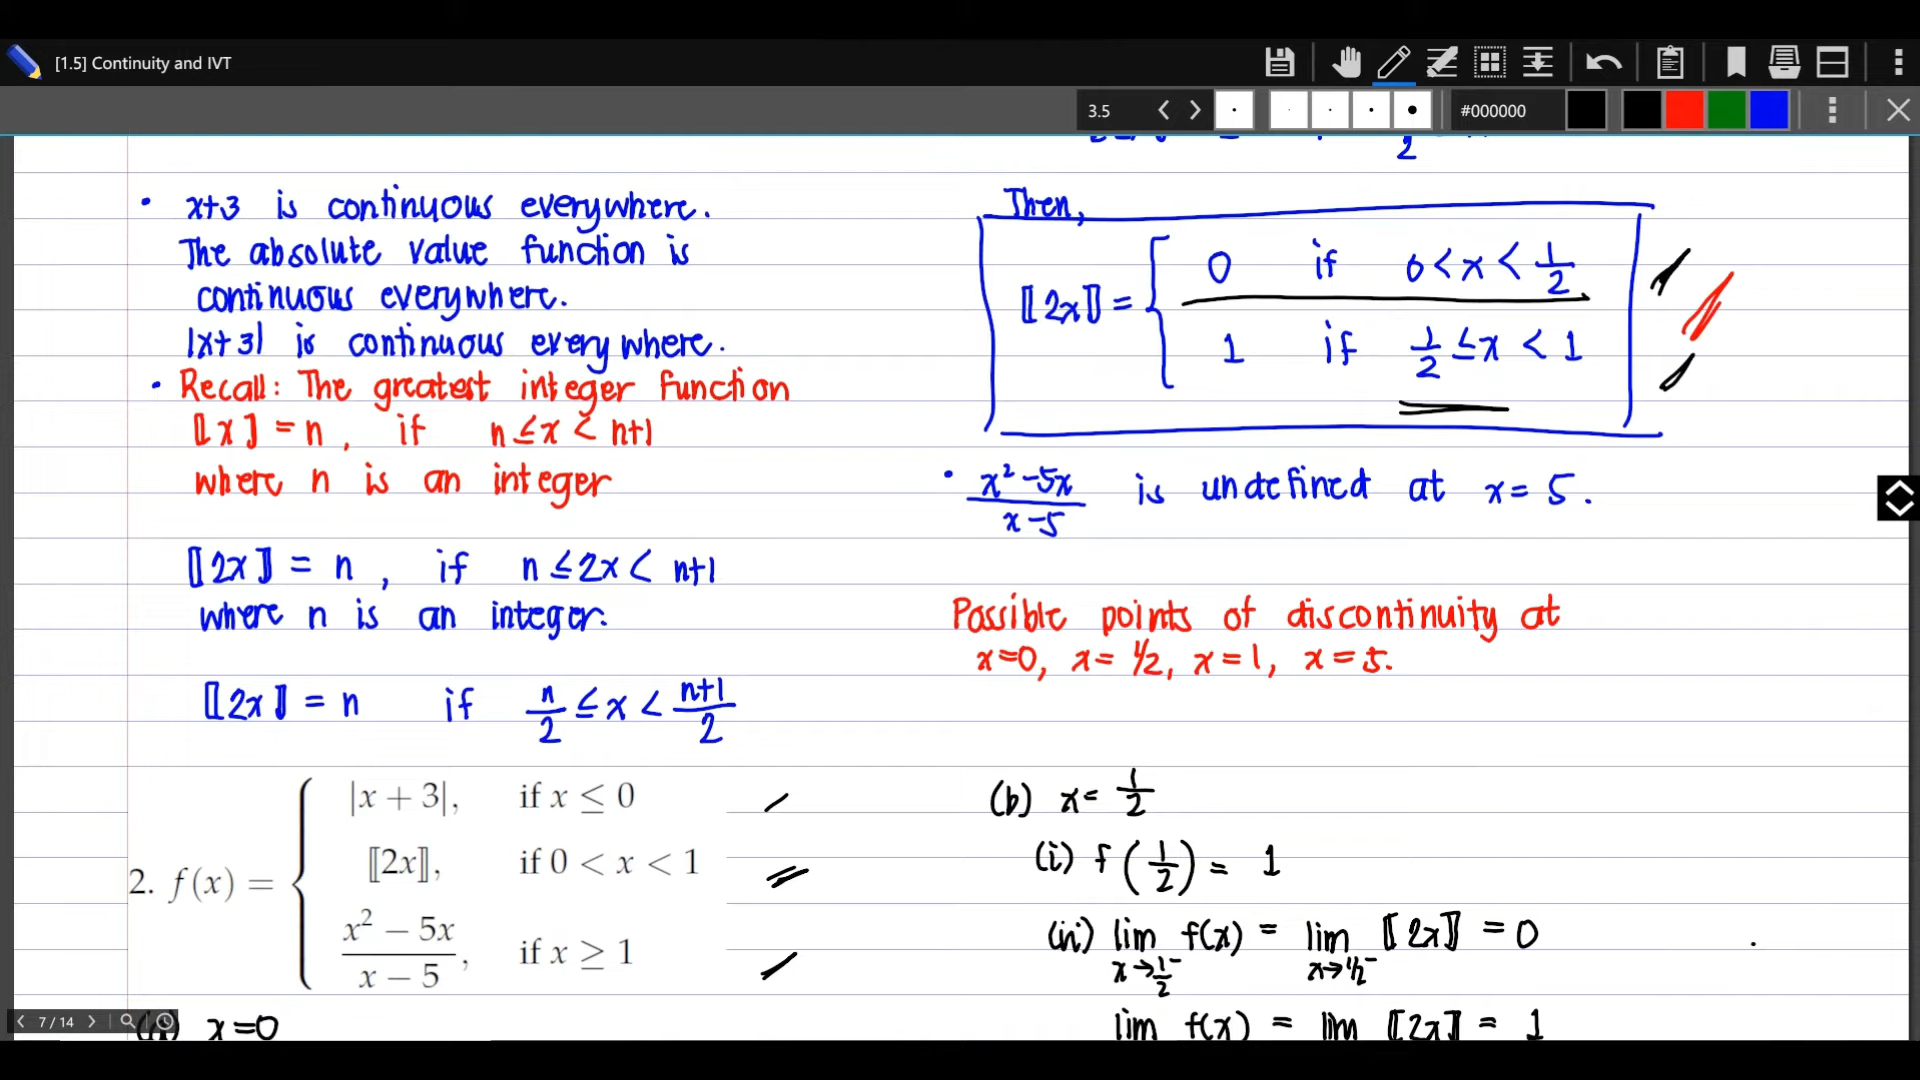 [1.5] Continuity and IVT
3.5
#000000
• x+3 is continuous everywhere.
The absolute value function is
continuous everywhere.
|x+3| is continuous everywhere.
• Recall: The greatest integer function
⟦x⟧ = n, if n ≤ x < n+1
where n is an integer
⟦2x⟧ = n, if n ≤ 2x < n+1
where n is an integer.
⟦2x⟧ = n if n/2 ≤ x < (n+1)/2
2. f(x) = { |x + 3|, if x ≤ 0
⟦2x⟧, if 0 < x < 1
(x² − 5x)/(x − 5), if x ≥ 1
7 / 14
x=0
2
Then,
⟦2x⟧ = { 0 if 0 < x < 1/2
1 if 1/2 ≤ x < 1
• (x²-5x)/(x-5) is undefined at x = 5.
Possible points of discontinuity at
x=0, x= 1/2, x=1, x=5.
(b) x= 1/2
(i) f(1/2) = 1
(ii) lim x→1/2⁻ f(x) = lim x→1/2⁻ ⟦2x⟧ = 0
lim f(x) = lim ⟦2x⟧ = 1